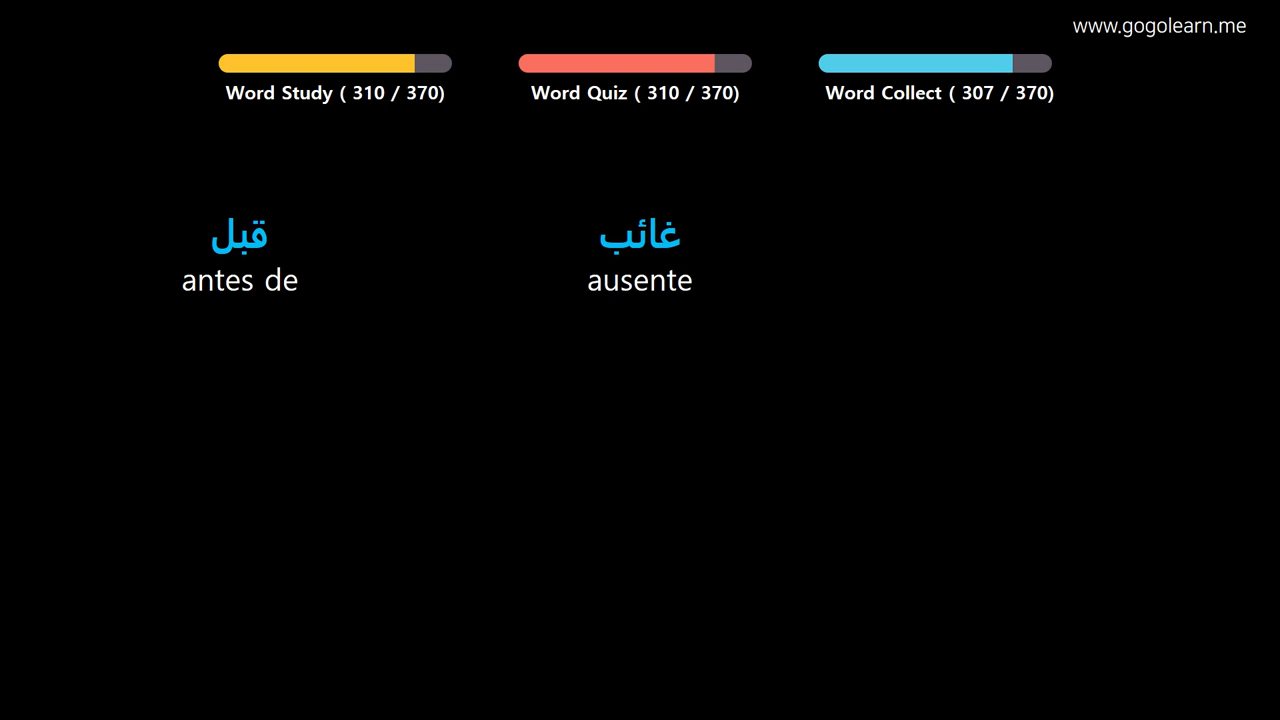 www.gogolearn.me
Word Study ( 310 / 370)
Word Quiz ( 310 / 370)
Word Collect ( 307 / 370)
قبل
antes de
غائب
ausente